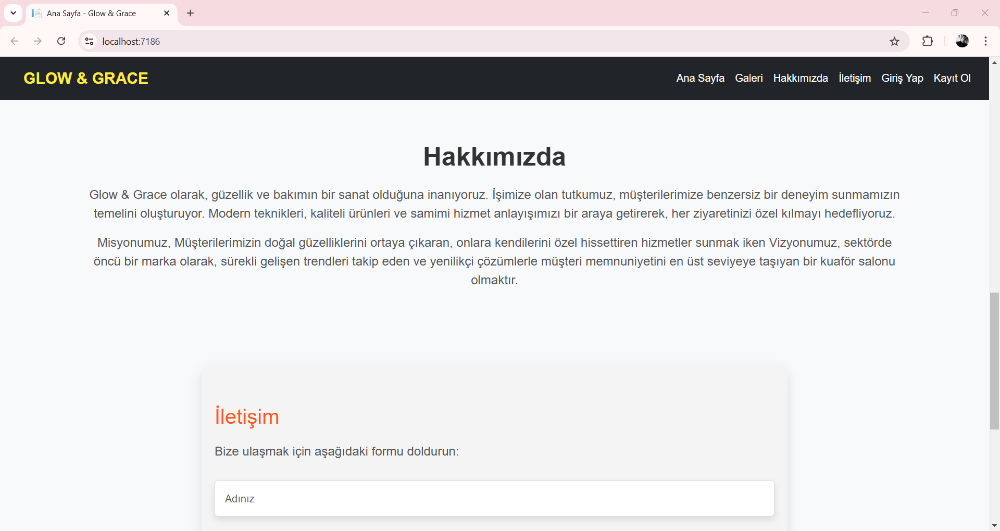 Ana Sayfa - Glow & Grace
localhost:7186
GLOW & GRACE
Ana Sayfa Galeri Hakkımızda İletişim Giriş Yap Kayıt Ol
Hakkımızda
Glow & Grace olarak, güzellik ve bakımın bir sanat olduğuna inanıyoruz. İşimize olan tutkumuz, müşterilerimize benzersiz bir deneyim sunmamızın
temelini oluşturuyor. Modern teknikleri, kaliteli ürünleri ve samimi hizmet anlayışımızı bir araya getirerek, her ziyaretinizi özel kılmayı hedefliyoruz.
Misyonumuz, Müşterilerimizin doğal güzelliklerini ortaya çıkaran, onlara kendilerini özel hissettiren hizmetler sunmak iken Vizyonumuz, sektörde
öncü bir marka olarak, sürekli gelişen trendleri takip eden ve yenilikçi çözümlerle müşteri memnuniyetini en üst seviyeye taşıyan bir kuaför salonu
olmaktır.
İletişim
Bize ulaşmak için aşağıdaki formu doldurun:
Adınız